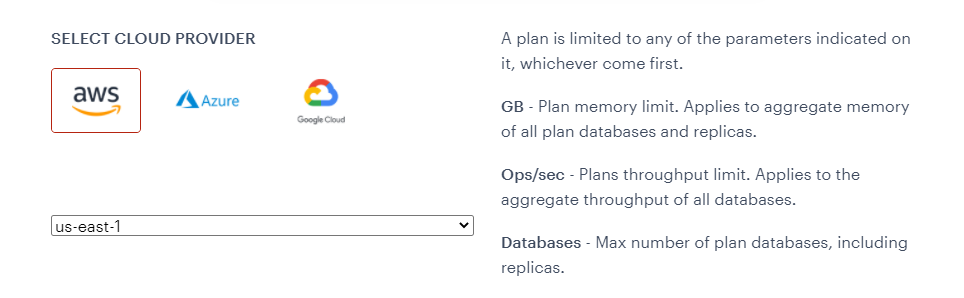 SELECT CLOUD PROVIDER
aws
Azure
Google Cloud
us-east-1
A plan is limited to any of the parameters indicated on
it, whichever come first.
GB - Plan memory limit. Applies to aggregate memory
of all plan databases and replicas.
Ops/sec - Plans throughput limit. Applies to the
aggregate throughput of all databases.
Databases - Max number of plan databases, including
replicas.